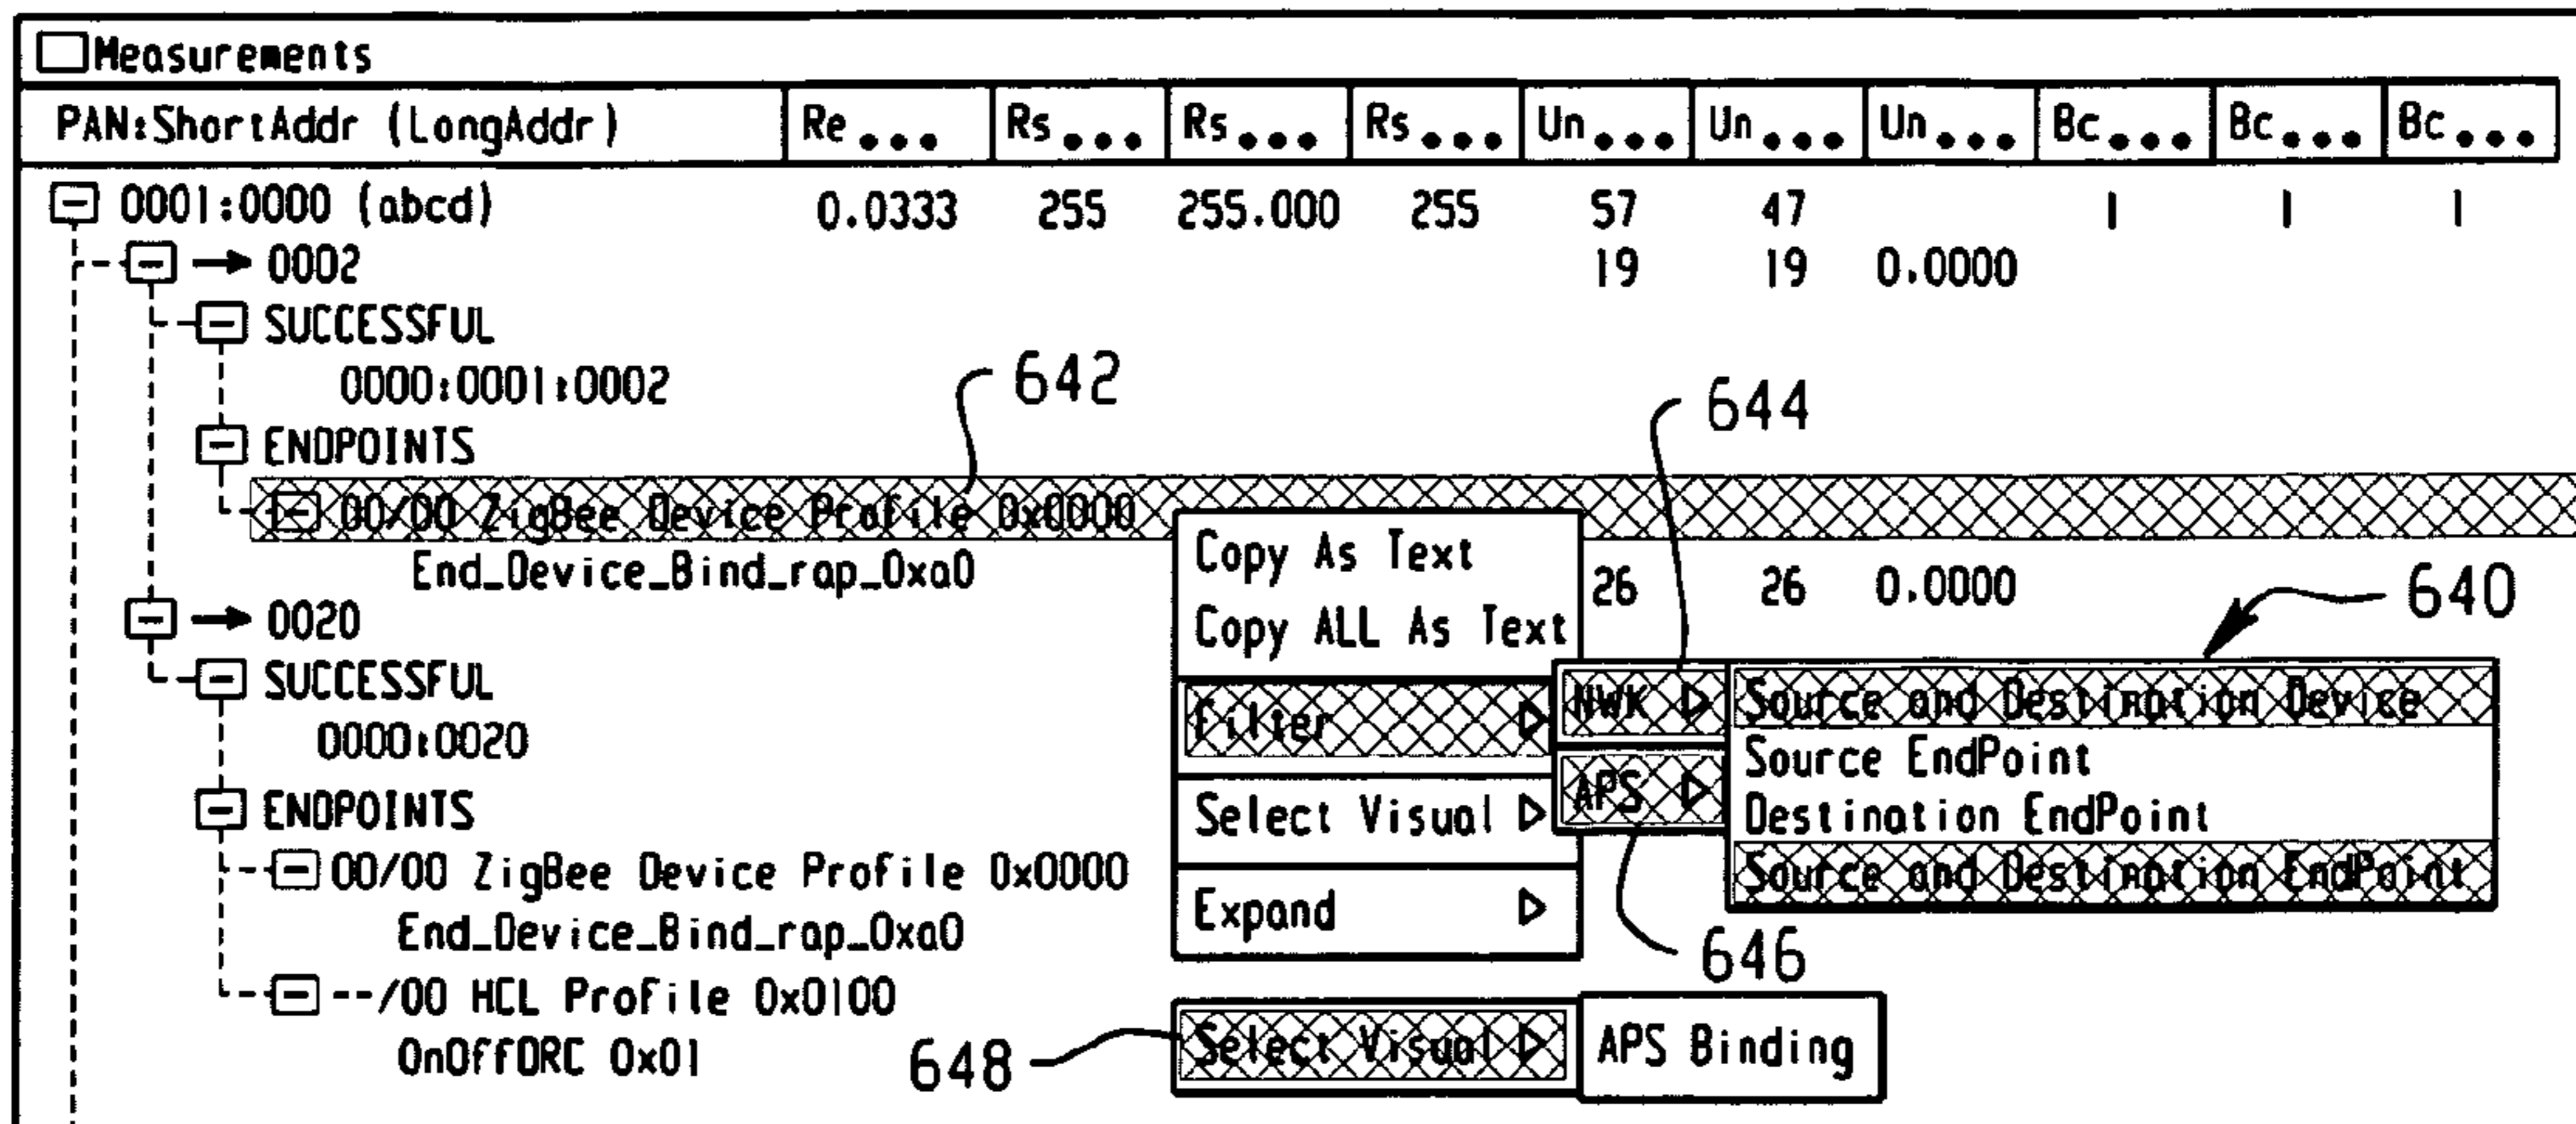 Measurements
PAN:ShortAddr (LongAddr) Re... Rs... Rs... Rs... Un... Un... Un... Bc... Bc... Bc...
0001:0000 (abcd) 0.0333 255 255.000 255 57 47 1 1 1
→ 0002 19 19 0.0000
SUCCESSFUL
0000:0001:0002
642
644
ENDPOINTS
00/00 ZigBee Device Profile 0x0000
End_Device_Bind_rap_0xa0
Copy As Text
26 26 0.0000
640
→ 0020
Copy ALL As Text
SUCCESSFUL
0000:0020
Filter
NWK
Source and Destination Device
Source EndPoint
APS
Destination EndPoint
Source and Destination EndPoint
Select Visual
ENDPOINTS
00/00 ZigBee Device Profile 0x0000
End_Device_Bind_rap_0xa0
Expand
646
--/00 HCL Profile 0x0100
OnOffDRC 0x01
648
Select Visual
APS Binding